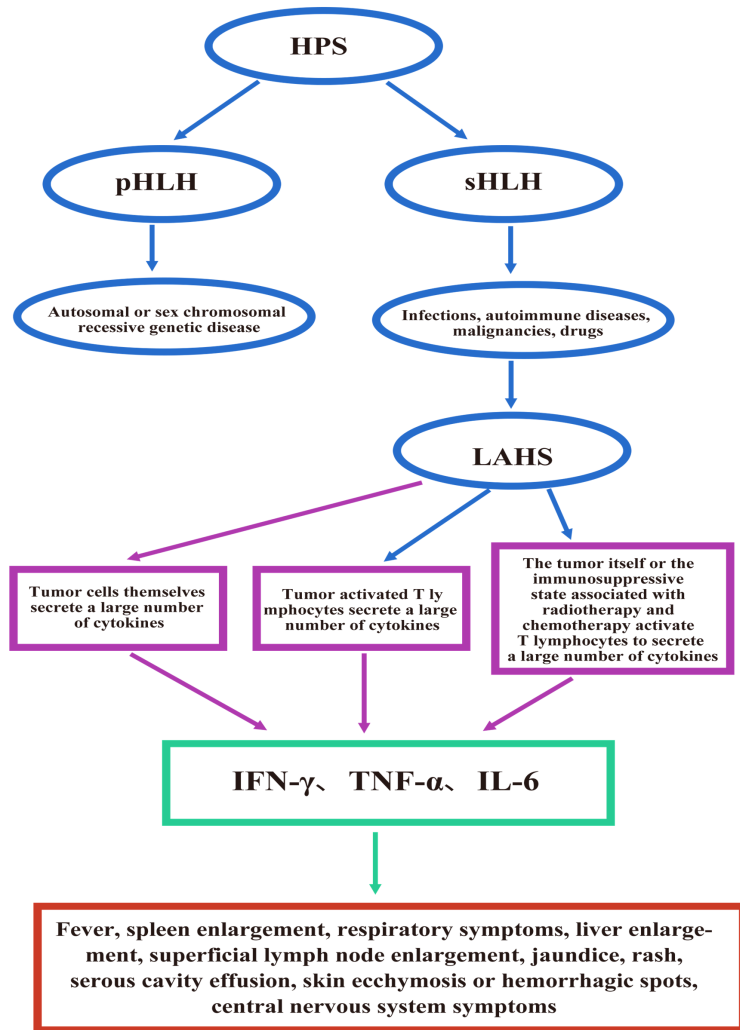 HPS
pHLH
sHLH
Autosomal or sex chromosomal
recessive genetic disease
Infections, autoimmune diseases,
malignancies, drugs
LAHS
Tumor cells themselves
secrete a large number
of cytokines
Tumor activated T ly
mphocytes secrete a large
number of cytokines
The tumor itself or the
immunosuppressive
state associated with
radiotherapy and
chemotherapy activate
T lymphocytes to secrete
a large number of cytokines
IFN-γ、 TNF-α、 IL-6
Fever, spleen enlargement, respiratory symptoms, liver enlarge-
ment, superficial lymph node enlargement, jaundice, rash,
serous cavity effusion, skin ecchymosis or hemorrhagic spots,
central nervous system symptoms